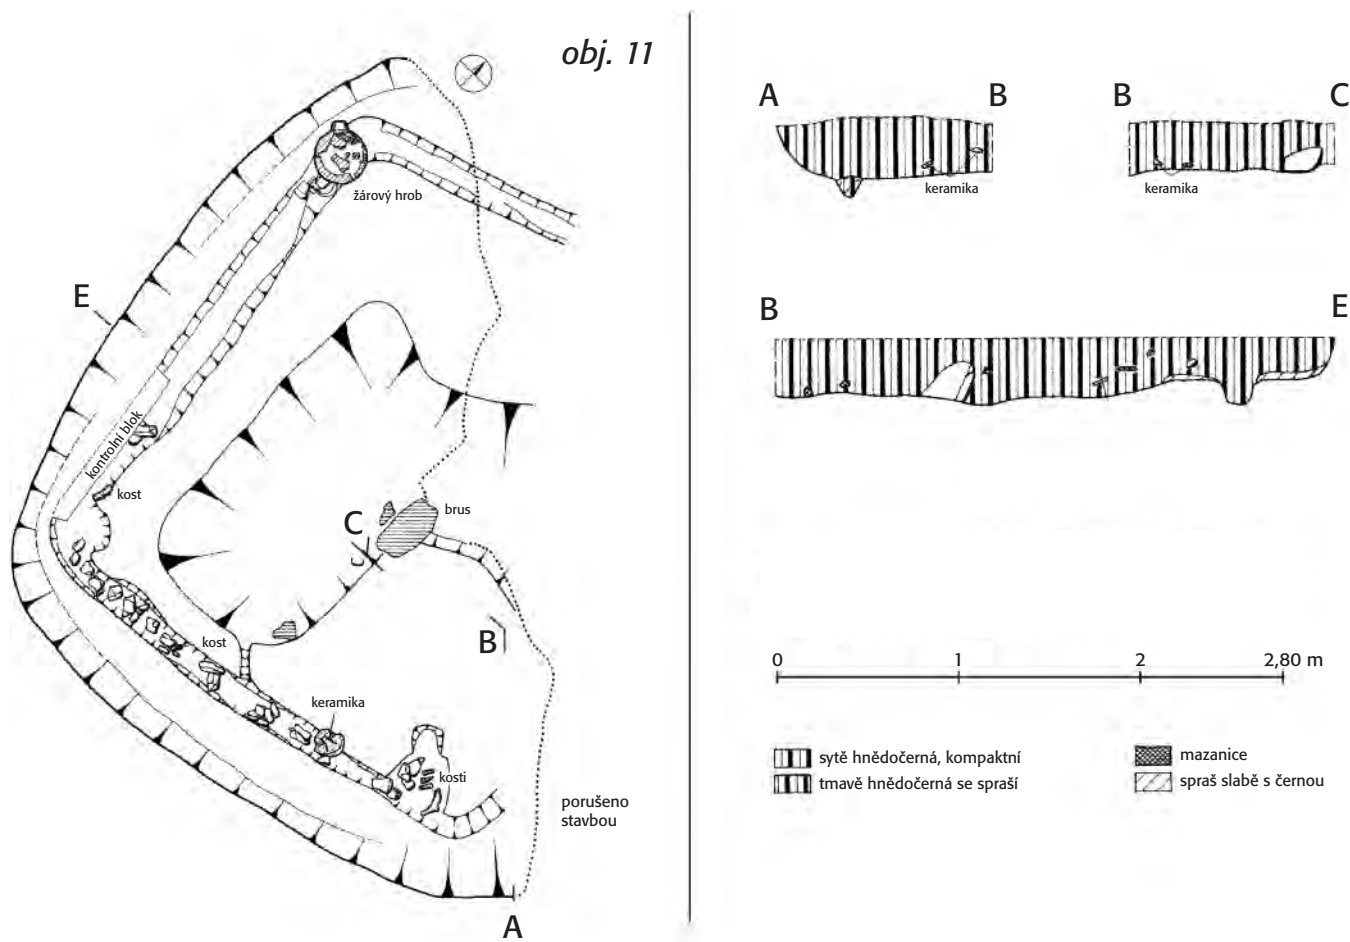 obj. 11
žárový hrob
E
kontrolní blok
kost
brus
C
kost
B
keramika
kosti
porušeno
stavbou
A
A
B
keramika
B
C
keramika
B
E
0
1
2
2,80 m
sytě hnědočerná, kompaktní
tmavě hnědočerná se spraší
mazanice
spraš slabě s černou